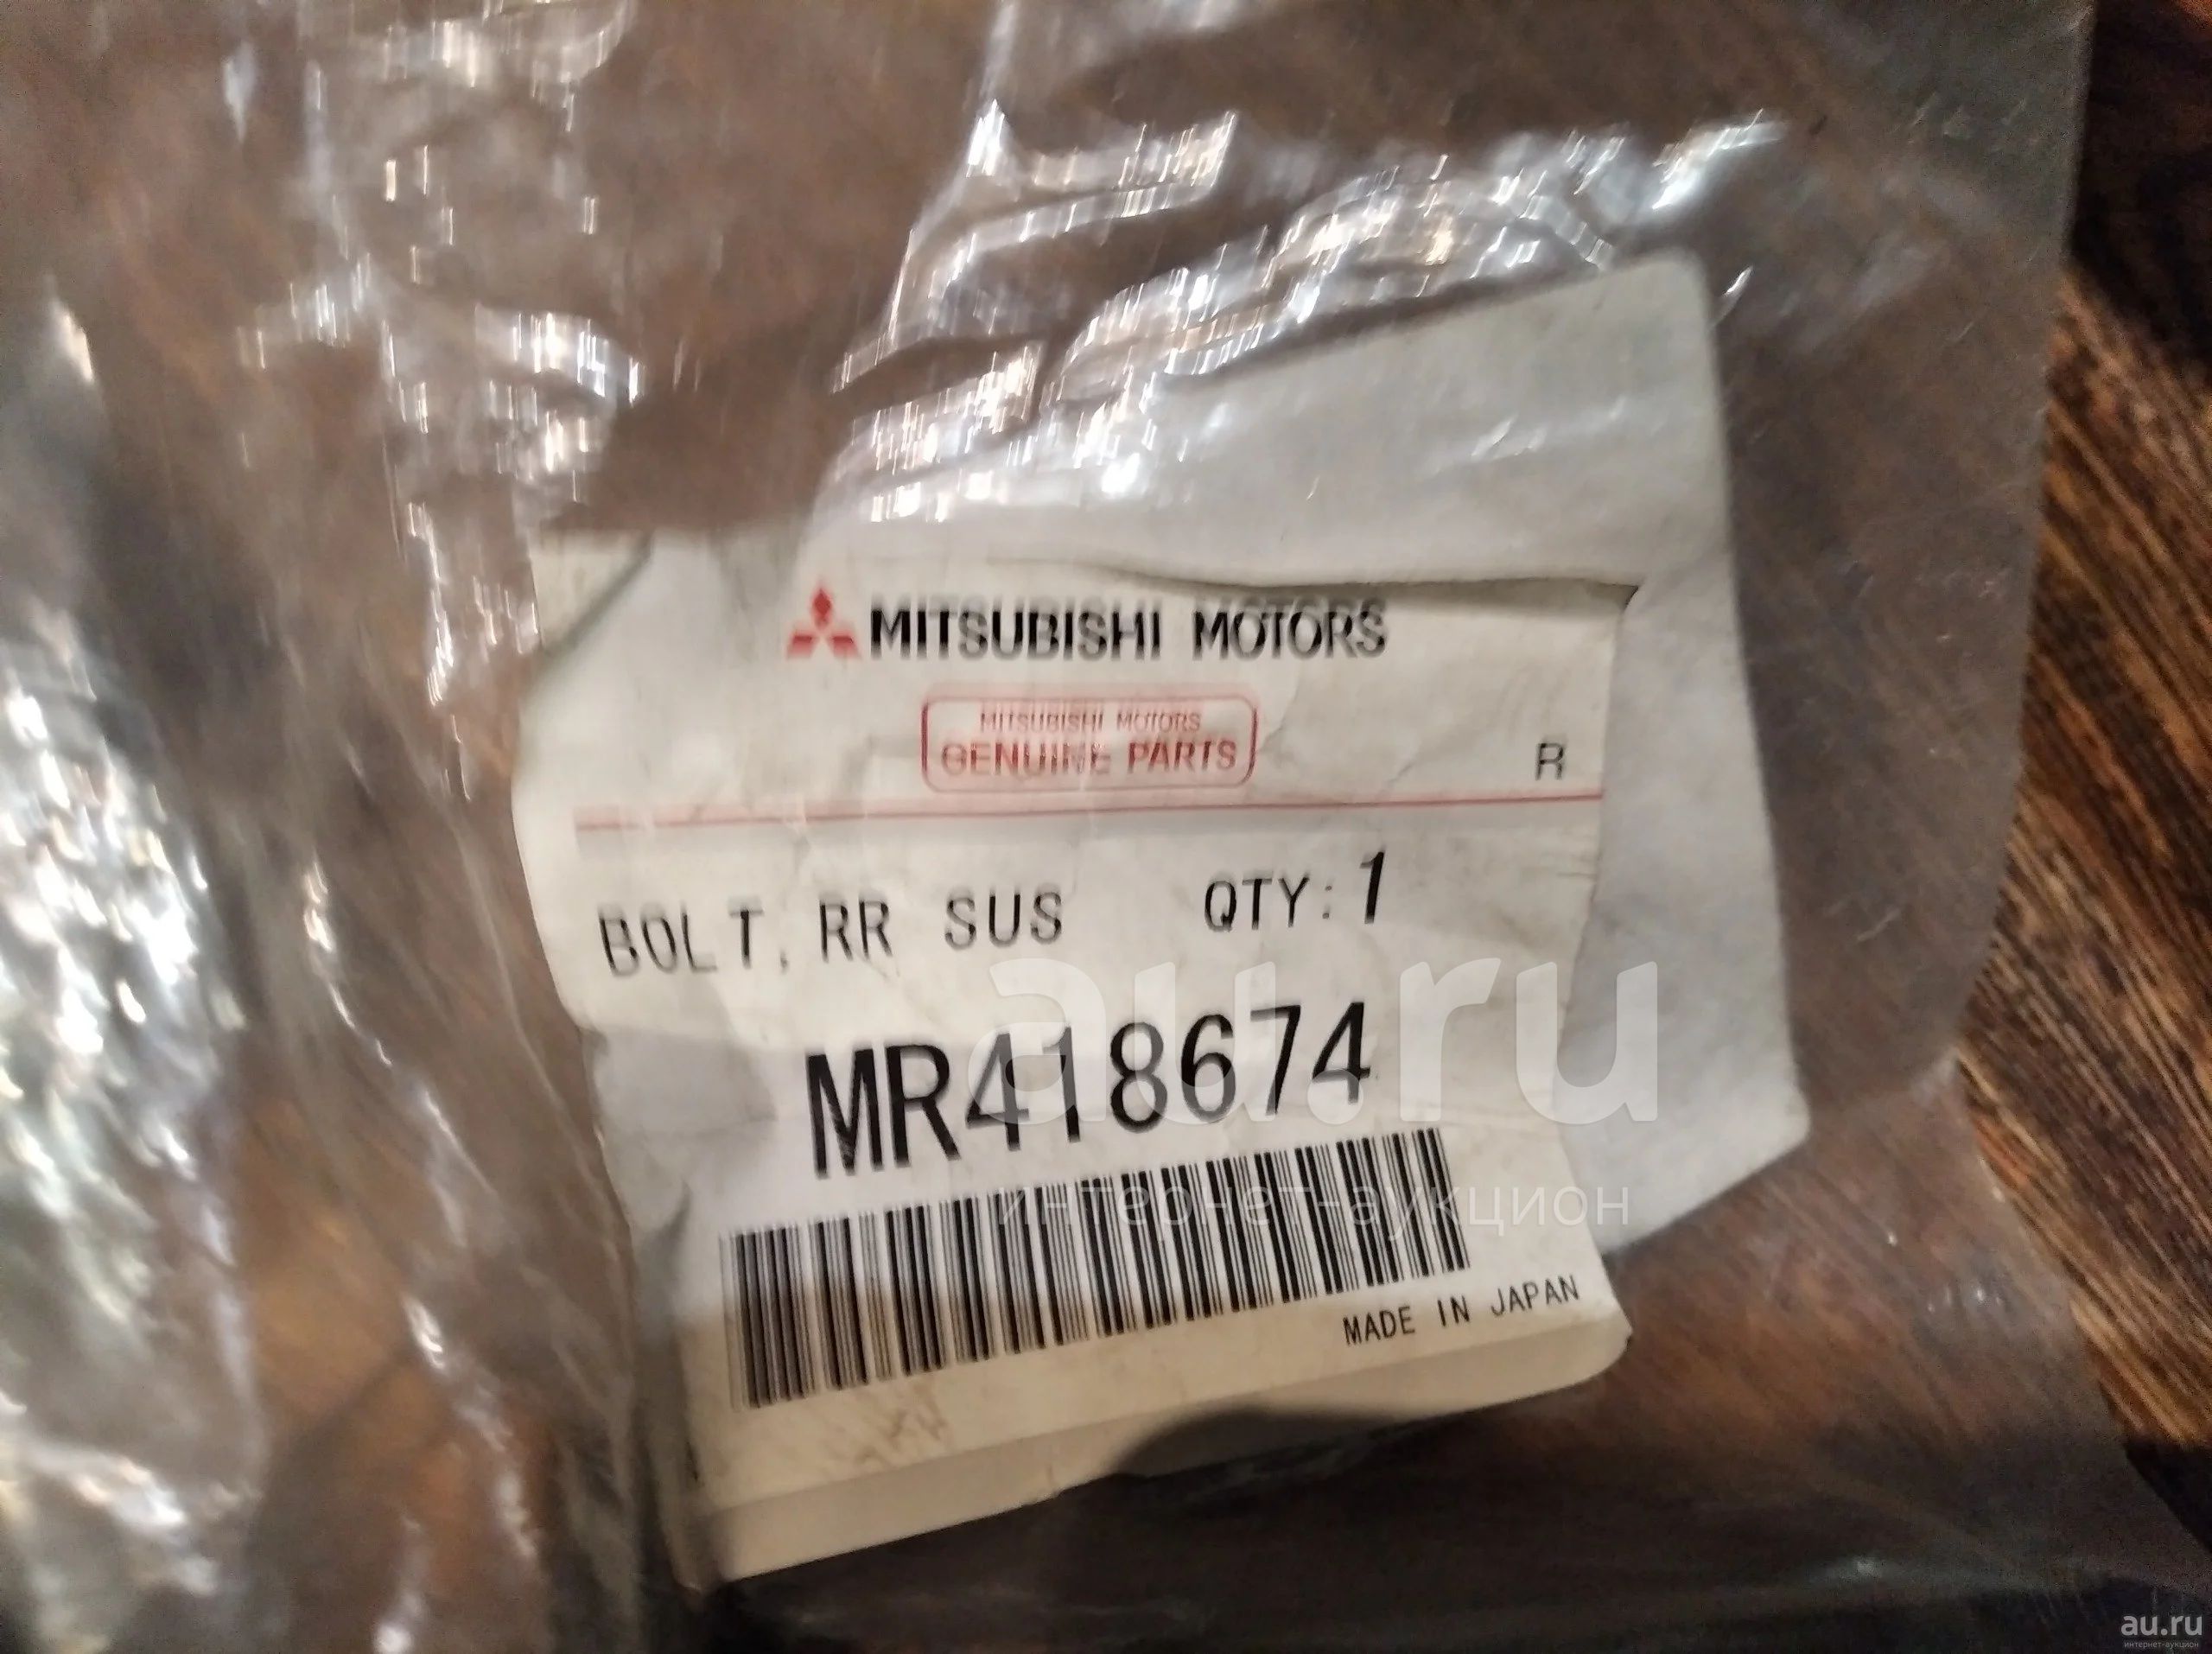 MITSUBISHI MOTORS
MITSUBISHI MOTORS
GENUINE PARTS
R
BOLT, RR SUS QTY: 1
MR418674
MADE IN JAPAN
au.ru
интернет-аукцион
au.ru
интернет-аукцион